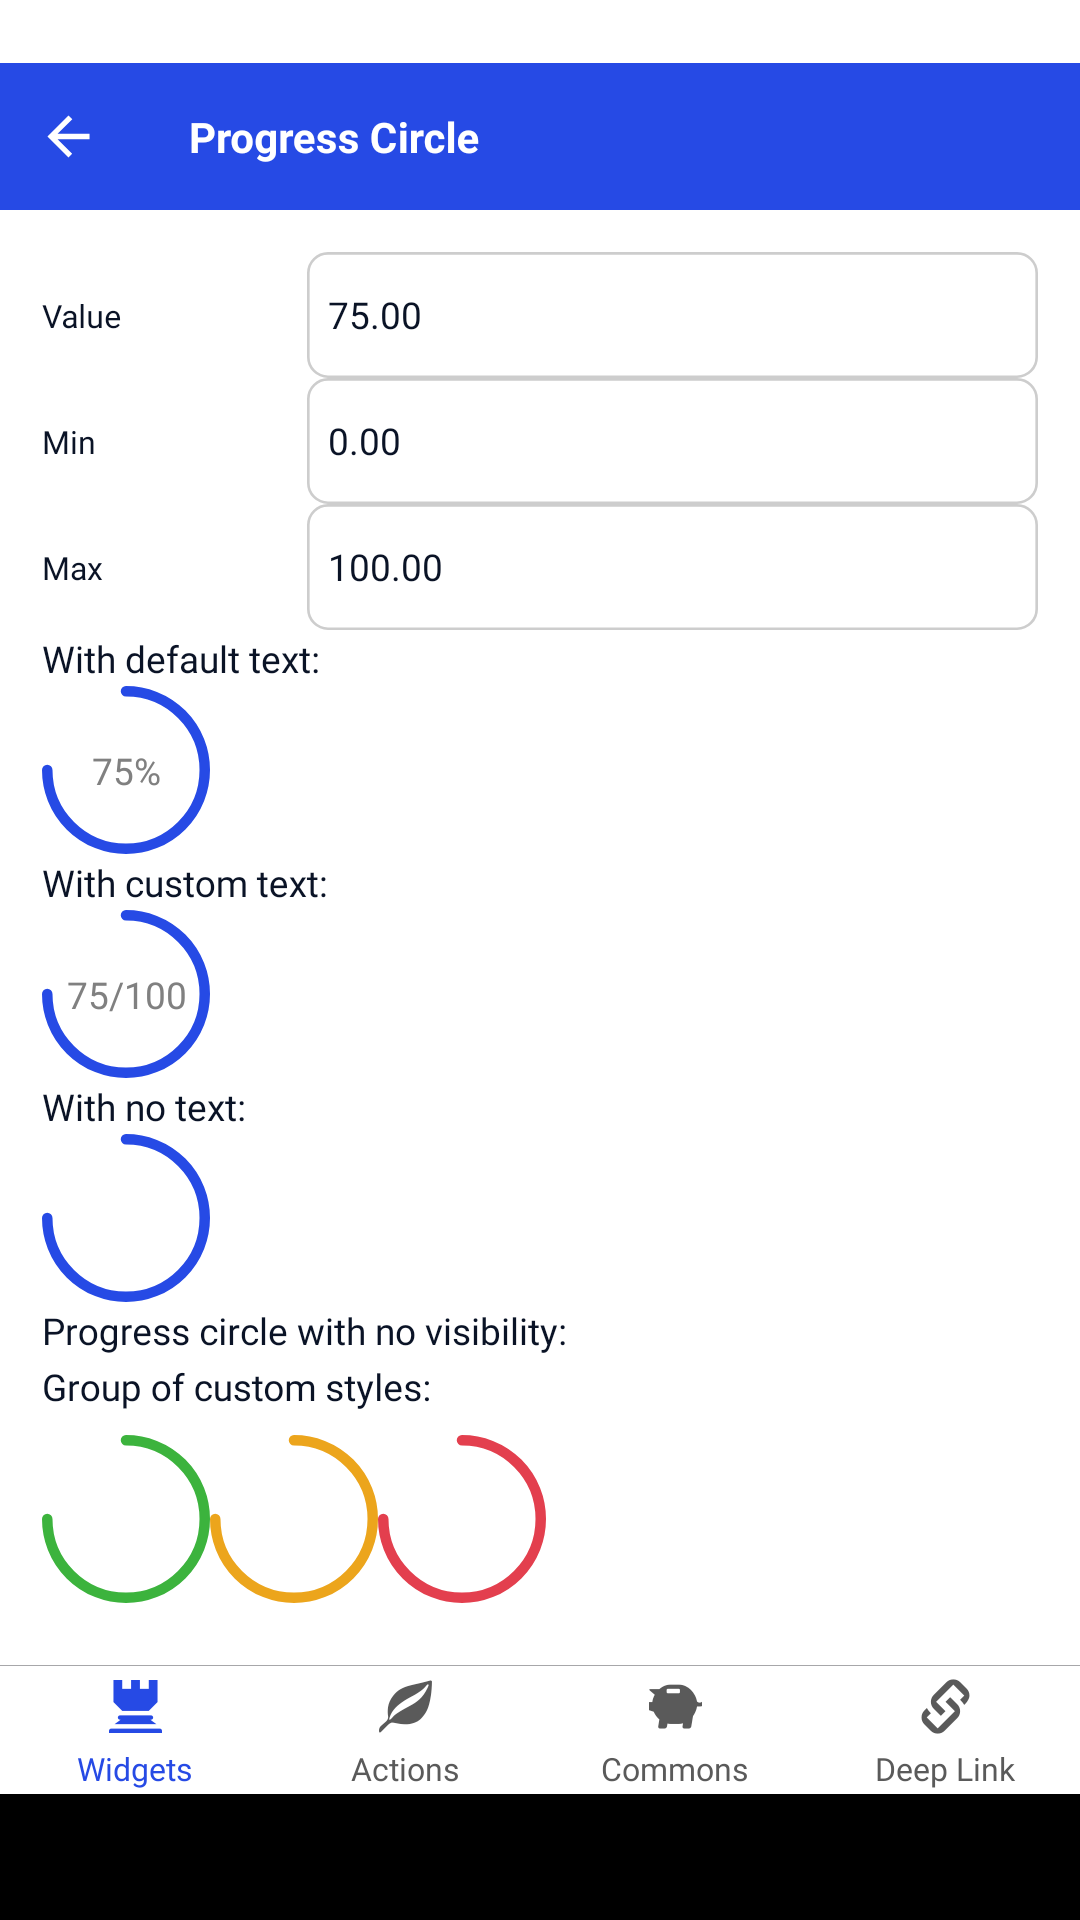 Progress Circle
Value
75.00
Min
0.00
Max
100.00
With default text:
75%
With custom text:
75/100
With no text:
Progress circle with no visibility:
Group of custom styles:
Widgets
Actions
Commons
Deep Link